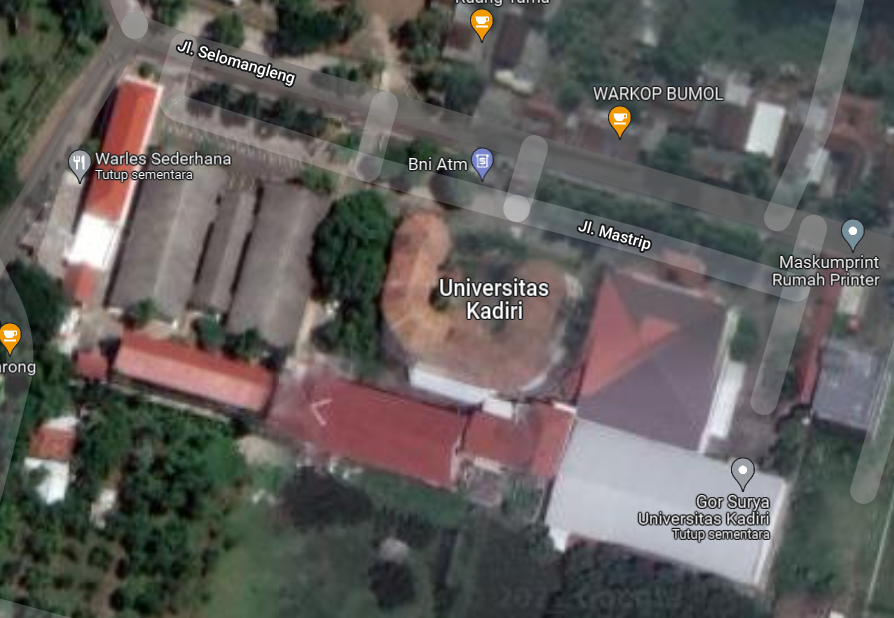 Jl. Selomangleng
WARKOP BUMOL
Warles Sederhana
Tutup sementara
Bni Atm
Jl. Mastrip
Maskumprint
Rumah Printer
Universitas
Kadiri
Gor Surya
Universitas Kadiri
Tutup sementara